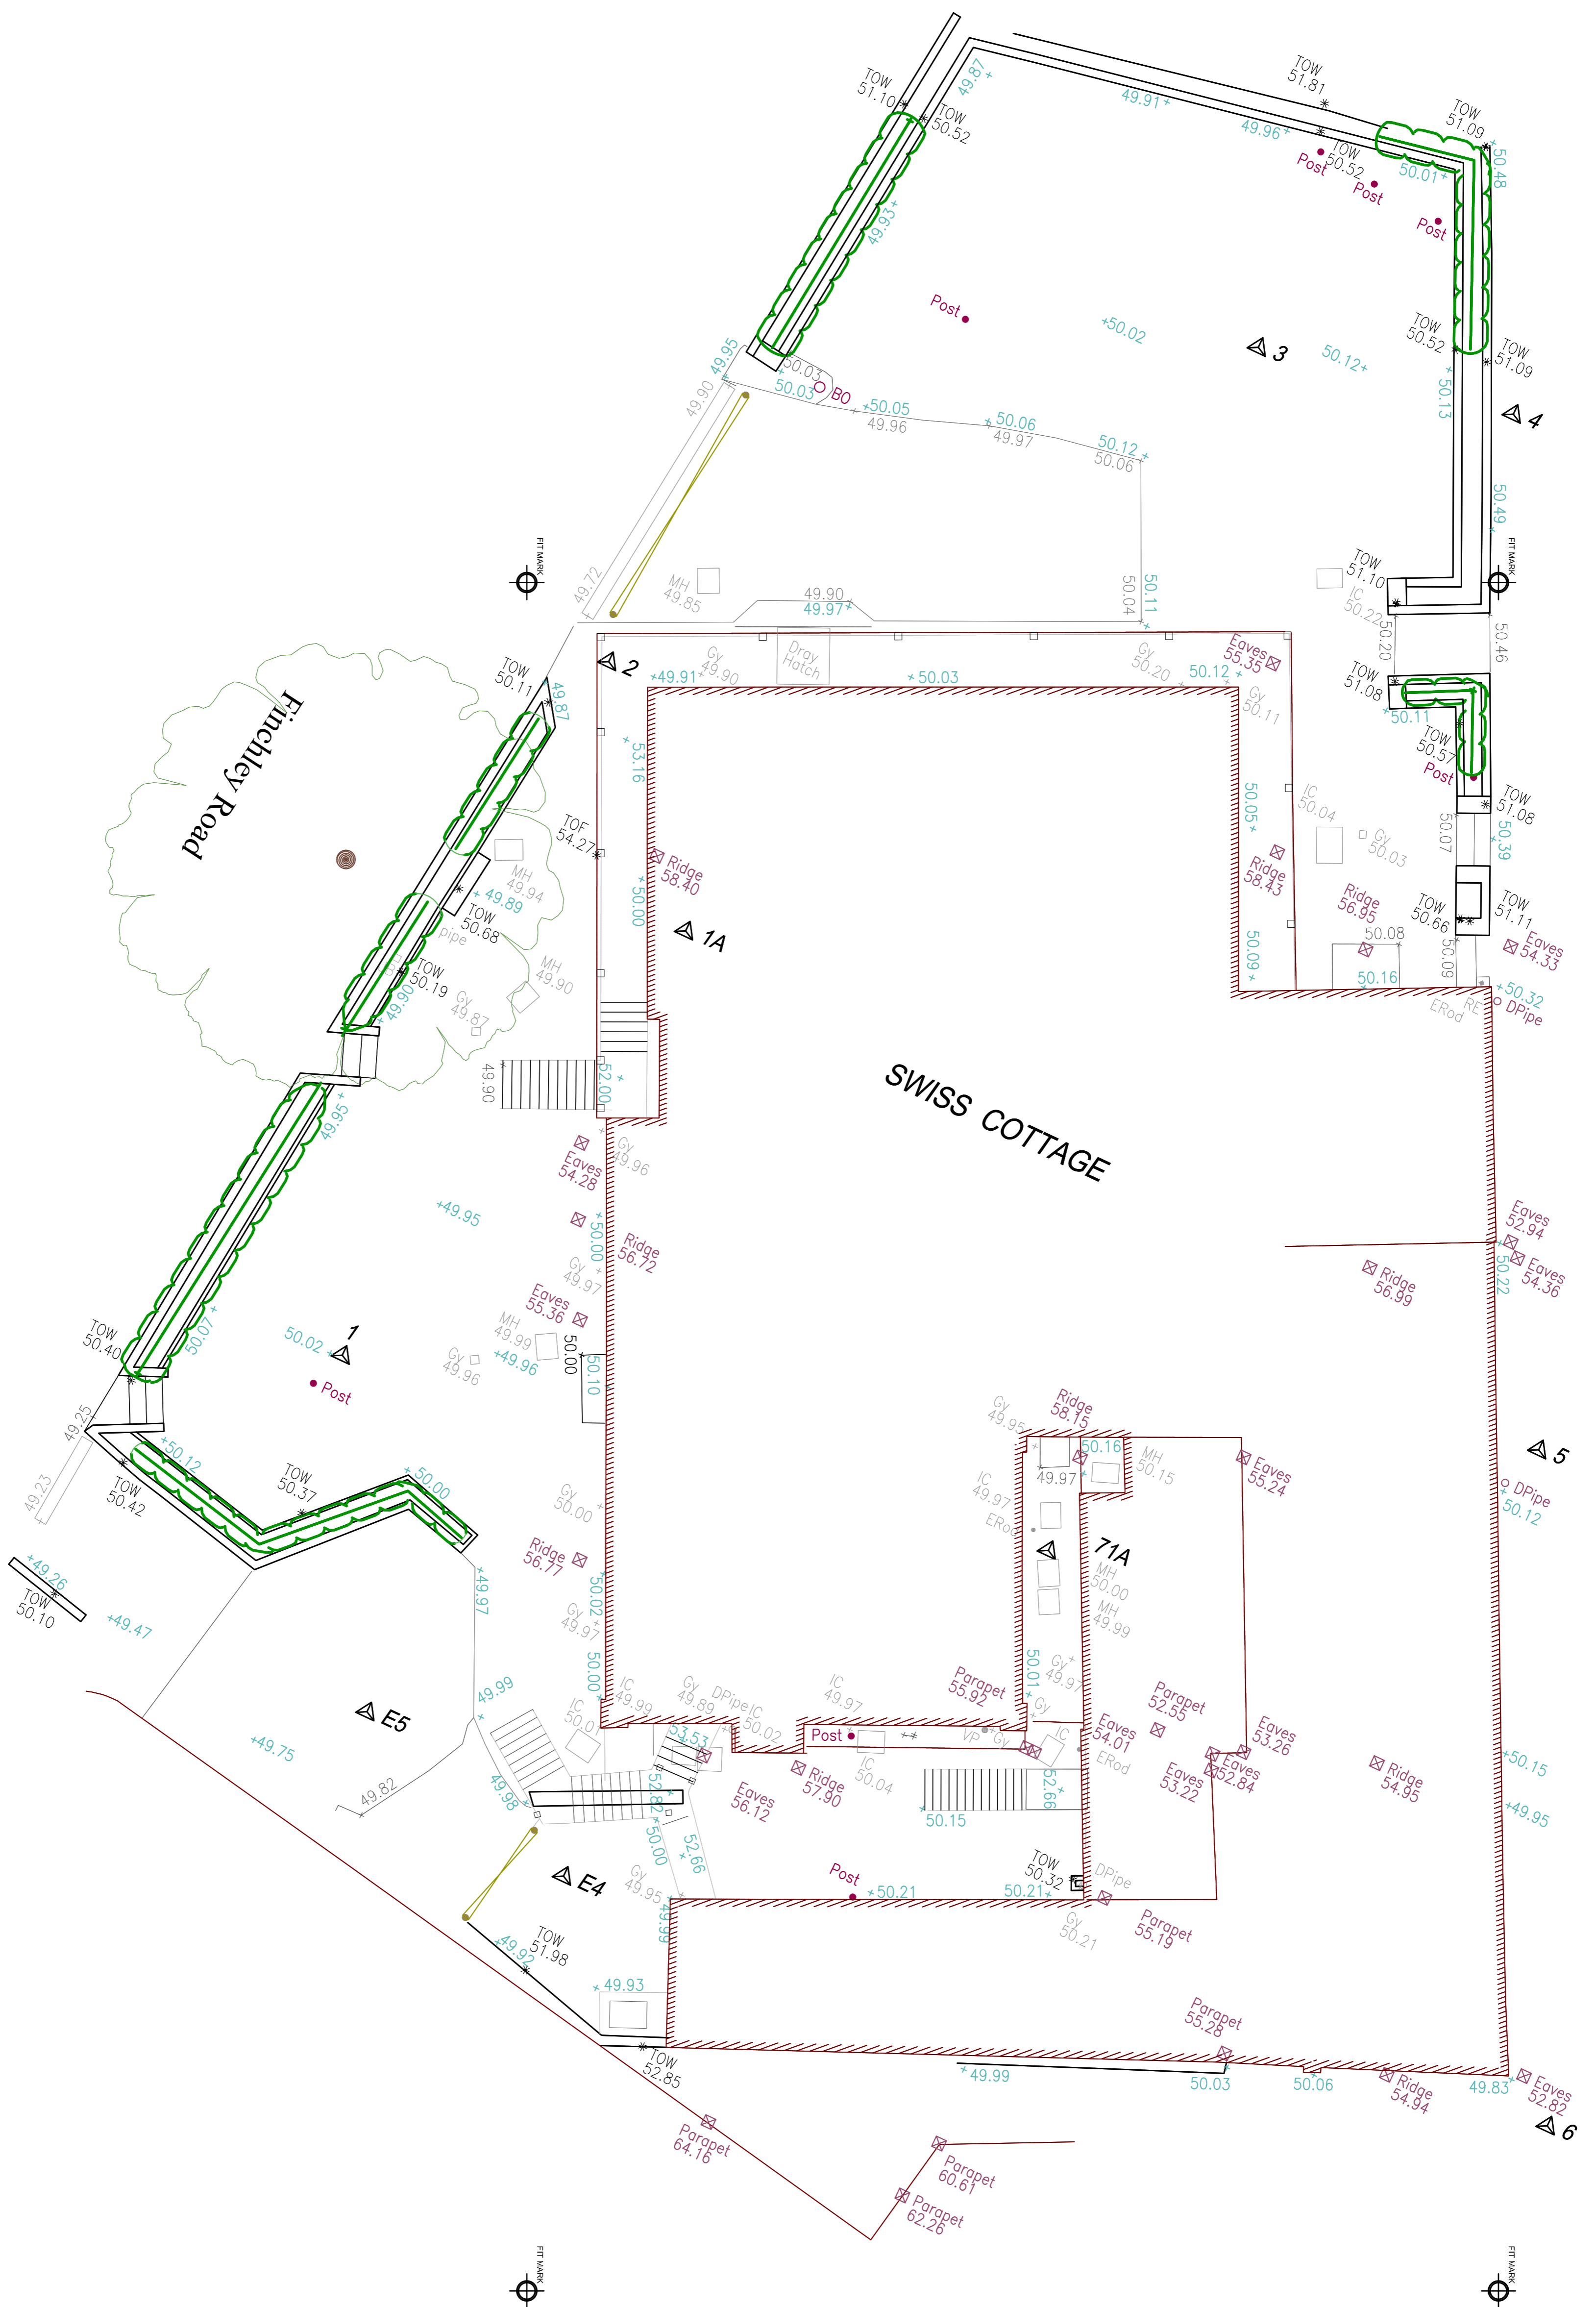 TOW
51.81
TOW
51.10
49.87
TOW
50.52
49.91
49.96
TOW
51.09
50.48
TOW
50.52
Post
Post
50.01
Post
49.93
Post
50.02
3
50.12
TOW
50.52
TOW
51.09
50.13
4
49.95
49.90
50.03
50.03
BO
50.05
49.96
50.06
49.97
50.12
50.06
50.49
FIT MARK
FIT MARK
49.72
MH
49.85
49.90
49.97
50.04
50.11
TOW
51.10
IC
50.22
50.20
50.46
2
Gy
49.90
Dray
Hatch
49.91
50.03
Gy
50.20
50.12
Eaves
55.35
Gy
50.11
TOW
51.08
50.11
TOW
50.57
Post
TOW
51.08
Finchley Road
TOW
50.11
49.87
53.16
TOF
54.27
Ridge
58.40
50.00
1A
MH
49.94
49.89
TOW
50.68
pipe
TOW
50.19
49.90
Gy
49.87
MH
49.90
50.05
IC
50.04
Gy
50.03
Ridge
58.43
Ridge
56.95
50.07
50.39
TOW
50.66
TOW
51.11
50.08
50.09
50.09
50.16
Eaves
54.33
50.32
DPipe
RE
ERod
49.90
52.00
49.95
SWISS COTTAGE
Gy
49.96
Eaves
54.28
49.95
50.00
Ridge
56.72
Gy
49.97
Eaves
52.94
Eaves
54.36
50.22
Ridge
56.99
Eaves
55.36
MH
49.99
49.96
50.00
50.10
Gy
49.96
50.07
50.02
1
Post
TOW
50.40
49.25
49.23
50.12
TOW
50.42
TOW
50.37
50.00
Gy
50.00
Ridge
56.77
Ridge
58.15
Gy
49.95
50.16
MH
50.15
49.97
IC
49.97
ERod
71A
MH
50.00
MH
49.99
Eaves
55.24
5
DPipe
50.12
49.26
TOW
50.10
49.47
49.97
50.02
Gy
49.97
50.00
50.01
Gy
49.97
Gy
E5
49.99
49.75
49.82
IC
49.99
Gy
49.89
DPipe
IC
50.02
IC
49.97
Parapet
55.92
Parapet
52.55
Post
VP
Gy
IC
ERod
Eaves
54.01
Eaves
53.26
Eaves
52.84
Eaves
53.22
Ridge
54.95
50.15
49.95
53.53
52.82
49.98
Eaves
56.12
Ridge
57.90
IC
50.04
52.66
50.15
50.00
52.66
Gy
49.95
E4
Post
50.21
50.21
TOW
50.32
DPipe
Gy
50.21
Parapet
55.19
49.99
49.92
TOW
51.98
49.93
TOW
52.85
Parapet
55.28
49.99
50.03
50.06
Ridge
54.94
49.83
Eaves
52.82
6
Parapet
64.16
Parapet
60.61
Parapet
62.26
FIT MARK
FIT MARK